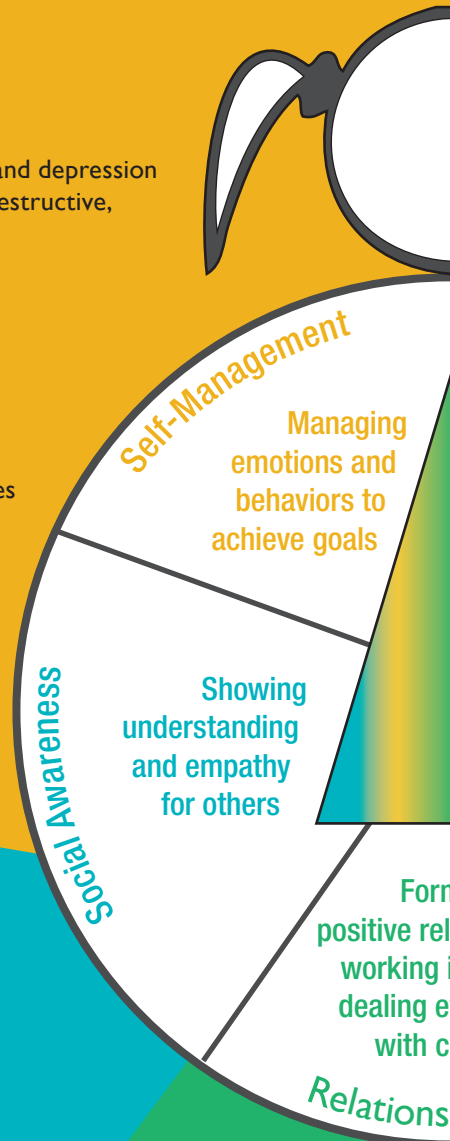 and depression
estructive,
es
Self-Management
Managing
emotions and
behaviors to
achieve goals
Social Awareness
Showing
understanding
and empathy
for others
Form
positive rel
working i
dealing e
with c
Relations